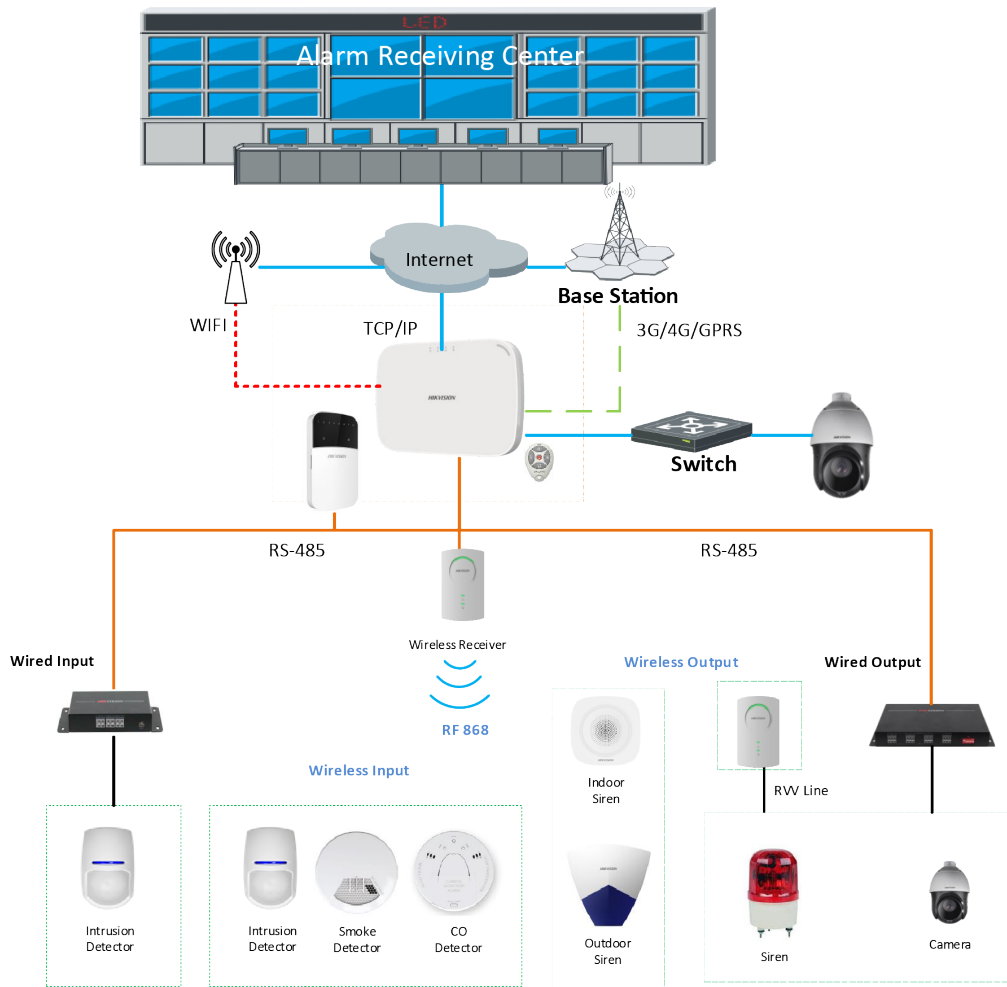 LED
Alarm Receiving Center
Internet
Base Station
WIFI
TCP/IP
3G/4G/GPRS
HIKVISION
HIKVISION
Switch
RS-485
RS-485
Wireless Receiver
Wired Input
Wireless Output
Wired Output
RF 868
Wireless Input
Indoor
Siren
RVV Line
Intrusion
Detector
Intrusion
Detector
Smoke
Detector
CO
Detector
Outdoor
Siren
Siren
Camera